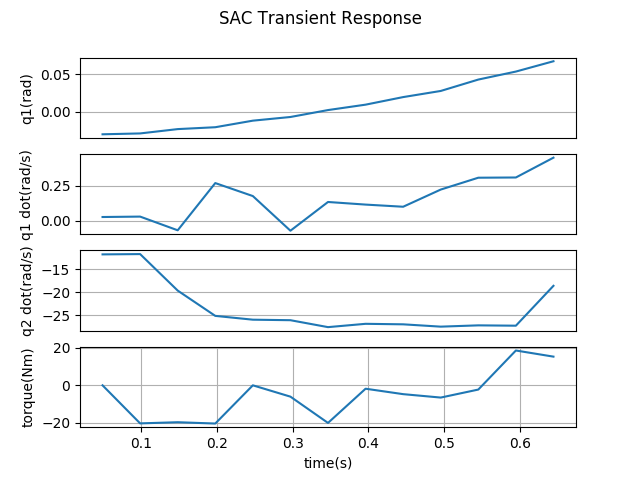 SAC Transient Response
q1(rad)
0.05
0.00
q1 dot(rad/s)
0.25
0.00
q2 dot(rad/s)
−15
−20
−25
torque(Nm)
20
0
−20
0.1 0.2 0.3 0.4 0.5 0.6
time(s)